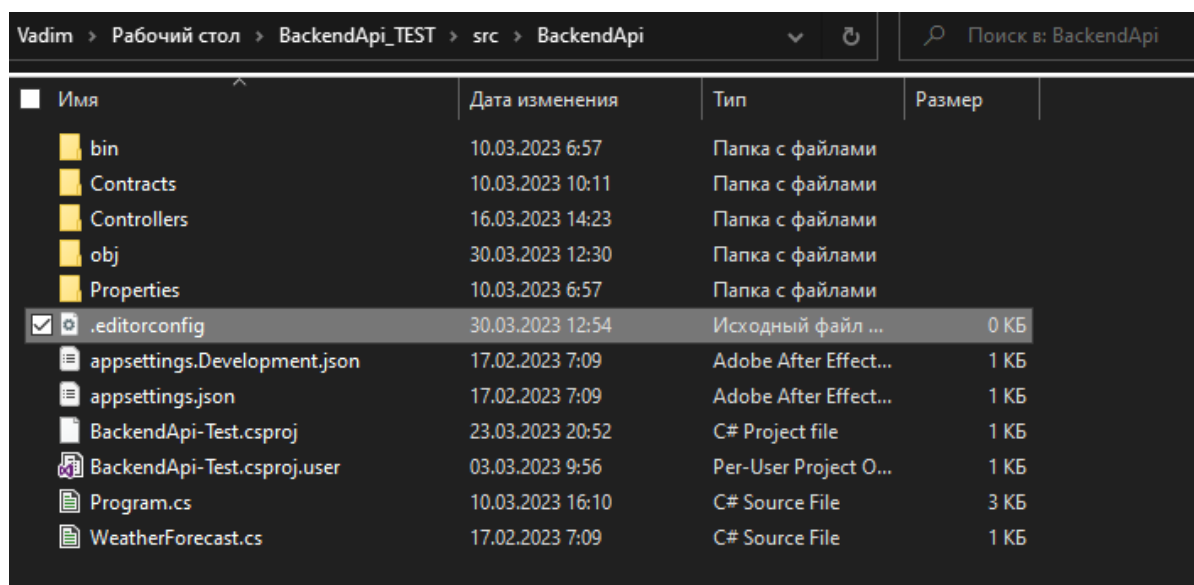 Vadim > Рабочий стол > BackendApi_TEST > src > BackendApi Поиск в: BackendApi
Имя Дата изменения Тип Размер
bin 10.03.2023 6:57 Папка с файлами
Contracts 10.03.2023 10:11 Папка с файлами
Controllers 16.03.2023 14:23 Папка с файлами
obj 30.03.2023 12:30 Папка с файлами
Properties 10.03.2023 6:57 Папка с файлами
.editorconfig 30.03.2023 12:54 Исходный файл ... 0 КБ
appsettings.Development.json 17.02.2023 7:09 Adobe After Effect... 1 КБ
appsettings.json 17.02.2023 7:09 Adobe After Effect... 1 КБ
BackendApi-Test.csproj 23.03.2023 20:52 C# Project file 1 КБ
BackendApi-Test.csproj.user 03.03.2023 9:56 Per-User Project O... 1 КБ
Program.cs 10.03.2023 16:10 C# Source File 3 КБ
WeatherForecast.cs 17.02.2023 7:09 C# Source File 1 КБ